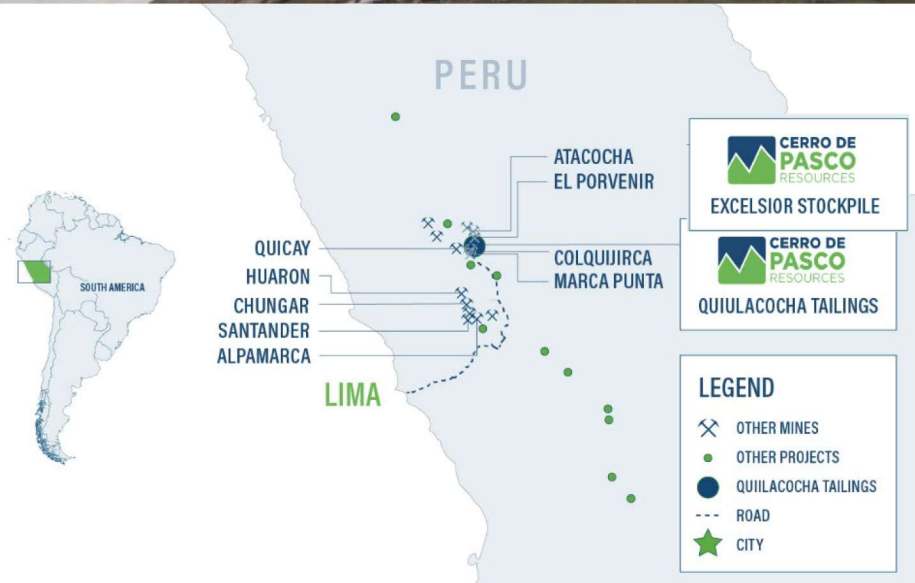 PERU
ATACOCHA
EL PORVENIR
QUICAY
HUARON
CHUNGAR
SANTANDER
ALPAMARCA
COLQUIJIRCA
MARCA PUNTA
LIMA
SOUTH AMERICA
CERRO DE
PASCO
RESOURCES
EXCELSIOR STOCKPILE
CERRO DE
PASCO
RESOURCES
QUIULACOCHA TAILINGS
LEGEND
OTHER MINES
OTHER PROJECTS
QUIILACOCHA TAILINGS
ROAD
CITY